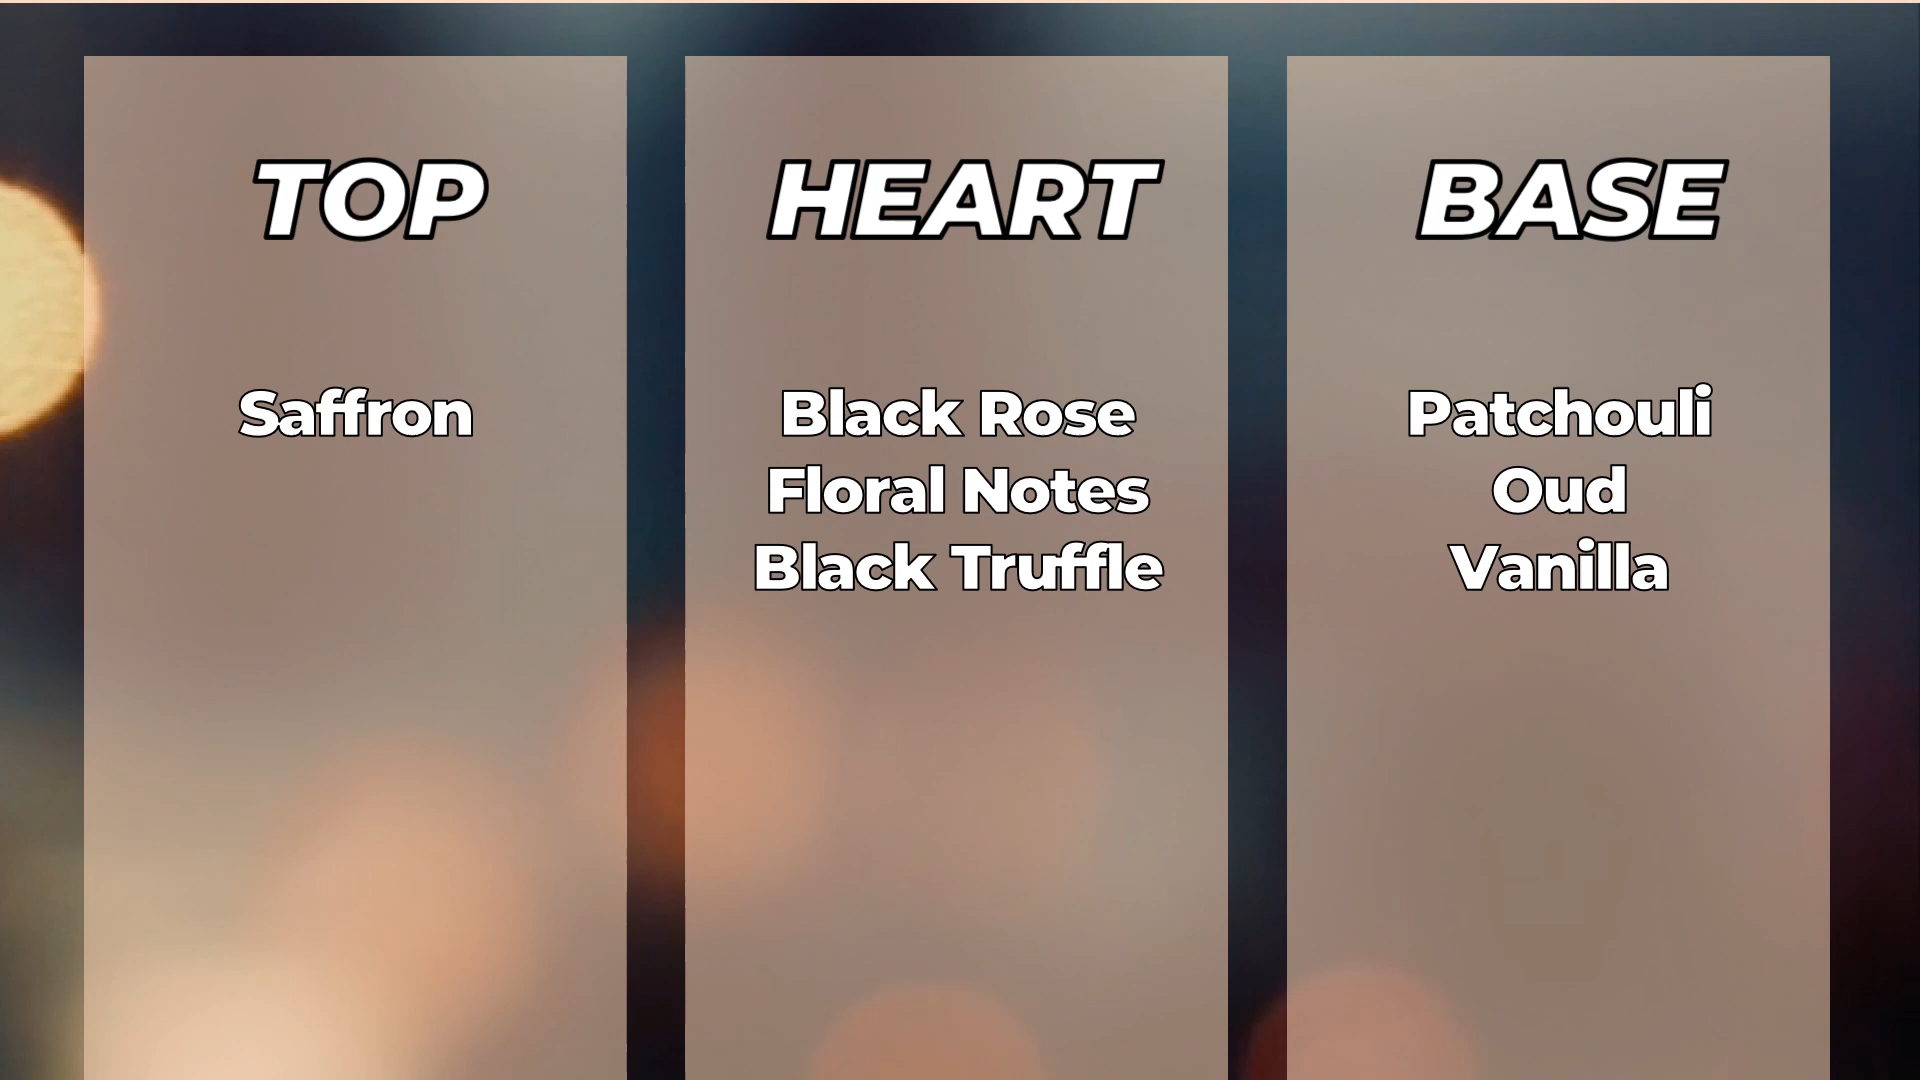 TOP
Saffron
HEART
Black Rose
Floral Notes
Black Truffle
BASE
Patchouli
Oud
Vanilla